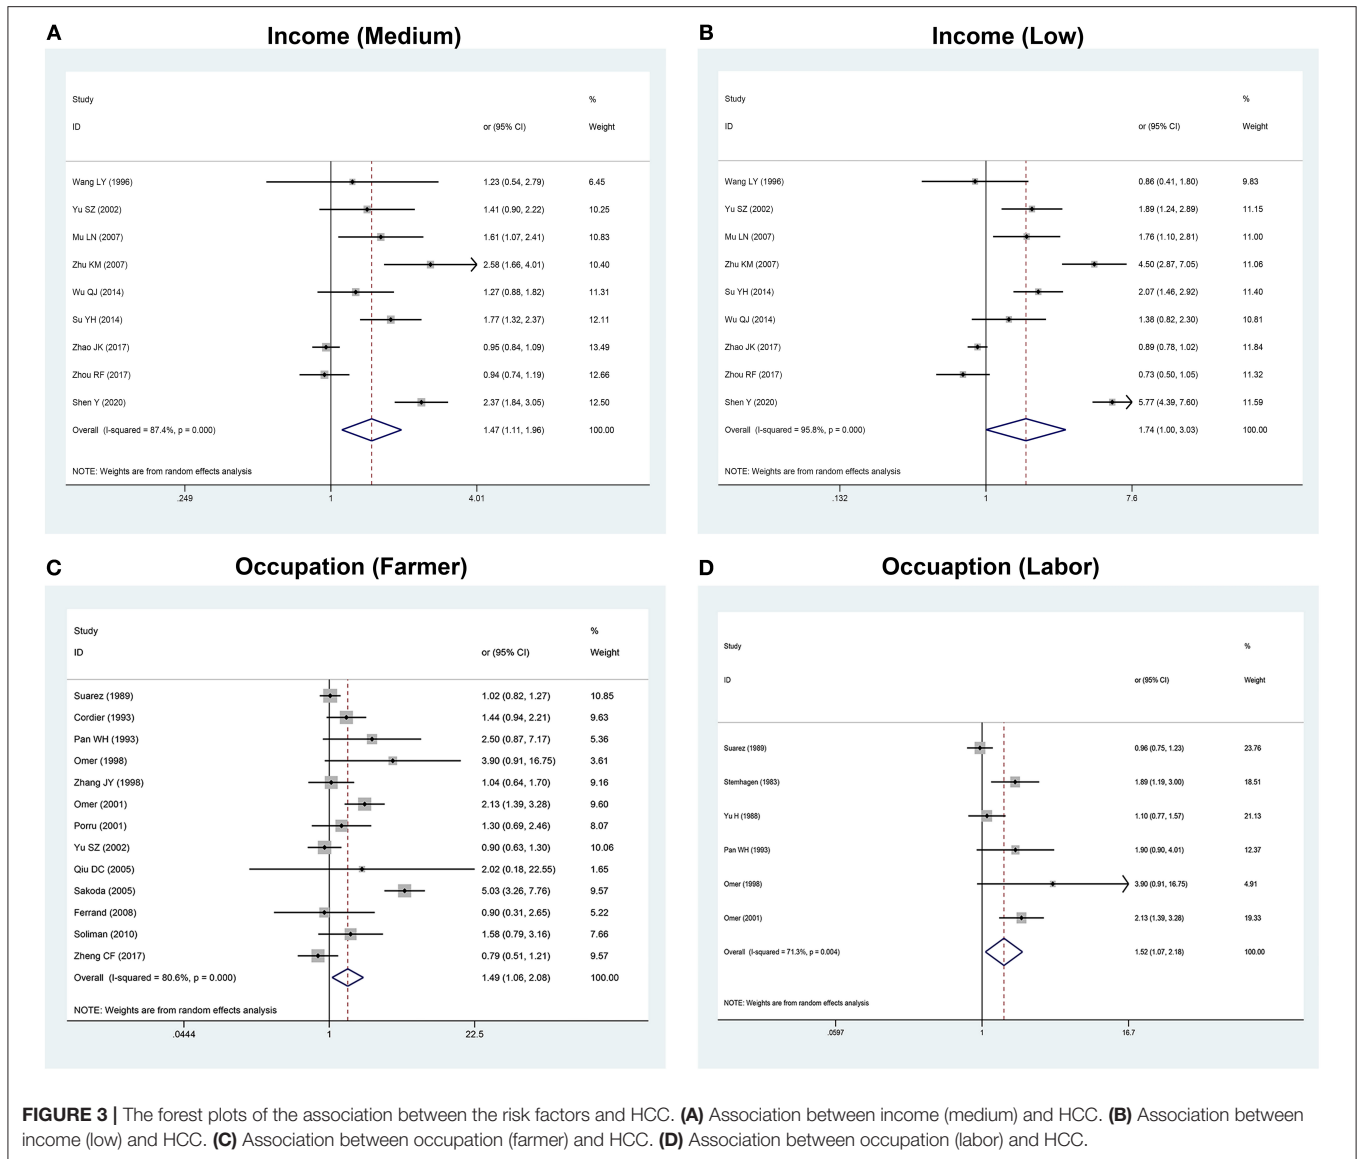 A
Income (Medium)
Study %
ID or (95% CI) Weight
Wang LY (1996) 1.23 (0.54, 2.79) 6.45
Yu SZ (2002) 1.41 (0.90, 2.22) 10.25
Mu LN (2007) 1.61 (1.07, 2.41) 10.83
Zhu KM (2007) 2.58 (1.66, 4.01) 10.40
Wu QJ (2014) 1.27 (0.88, 1.82) 11.31
Su YH (2014) 1.77 (1.32, 2.37) 12.11
Zhao JK (2017) 0.95 (0.84, 1.09) 13.49
Zhou RF (2017) 0.94 (0.74, 1.19) 12.66
Shen Y (2020) 2.37 (1.84, 3.05) 12.50
Overall (I-squared = 87.4%, p = 0.000) 1.47 (1.11, 1.96) 100.00
NOTE: Weights are from random effects analysis
.249 1 4.01
B
Income (Low)
Study %
ID or (95% CI) Weight
Wang LY (1996) 0.86 (0.41, 1.80) 9.83
Yu SZ (2002) 1.89 (1.24, 2.89) 11.15
Mu LN (2007) 1.76 (1.10, 2.81) 11.00
Zhu KM (2007) 4.50 (2.87, 7.05) 11.06
Su YH (2014) 2.07 (1.46, 2.92) 11.40
Wu QJ (2014) 1.38 (0.82, 2.30) 10.81
Zhao JK (2017) 0.89 (0.78, 1.02) 11.84
Zhou RF (2017) 0.73 (0.50, 1.05) 11.32
Shen Y (2020) 5.77 (4.39, 7.60) 11.59
Overall (I-squared = 95.8%, p = 0.000) 1.74 (1.00, 3.03) 100.00
NOTE: Weights are from random effects analysis
.132 1 7.6
C
Occupation (Farmer)
Study %
ID or (95% CI) Weight
Suarez (1989) 1.02 (0.82, 1.27) 10.85
Cordier (1993) 1.44 (0.94, 2.21) 9.63
Pan WH (1993) 2.50 (0.87, 7.17) 5.36
Omer (1998) 3.90 (0.91, 16.75) 3.61
Zhang JY (1998) 1.04 (0.64, 1.70) 9.16
Omer (2001) 2.13 (1.39, 3.28) 9.60
Porru (2001) 1.30 (0.69, 2.46) 8.07
Yu SZ (2002) 0.90 (0.63, 1.30) 10.06
Qiu DC (2005) 2.02 (0.18, 22.55) 1.65
Sakoda (2005) 5.03 (3.26, 7.76) 9.57
Ferrand (2008) 0.90 (0.31, 2.65) 5.22
Soliman (2010) 1.58 (0.79, 3.16) 7.66
Zheng CF (2017) 0.79 (0.51, 1.21) 9.57
Overall (I-squared = 80.6%, p = 0.000) 1.49 (1.06, 2.08) 100.00
NOTE: Weights are from random effects analysis
.0444 1 22.5
D
Occuaption (Labor)
Study %
ID or (95% CI) Weight
Suarez (1989) 0.96 (0.75, 1.23) 23.76
Stemhagen (1983) 1.89 (1.19, 3.00) 18.51
Yu H (1988) 1.10 (0.77, 1.57) 21.13
Pan WH (1993) 1.90 (0.90, 4.01) 12.37
Omer (1998) 3.90 (0.91, 16.75) 4.91
Omer (2001) 2.13 (1.39, 3.28) 19.33
Overall (I-squared = 71.3%, p = 0.004) 1.52 (1.07, 2.18) 100.00
NOTE: Weights are from random effects analysis
.0597 1 16.7
FIGURE 3 | The forest plots of the association between the risk factors and HCC. (A) Association between income (medium) and HCC. (B) Association between
income (low) and HCC. (C) Association between occupation (farmer) and HCC. (D) Association between occupation (labor) and HCC.